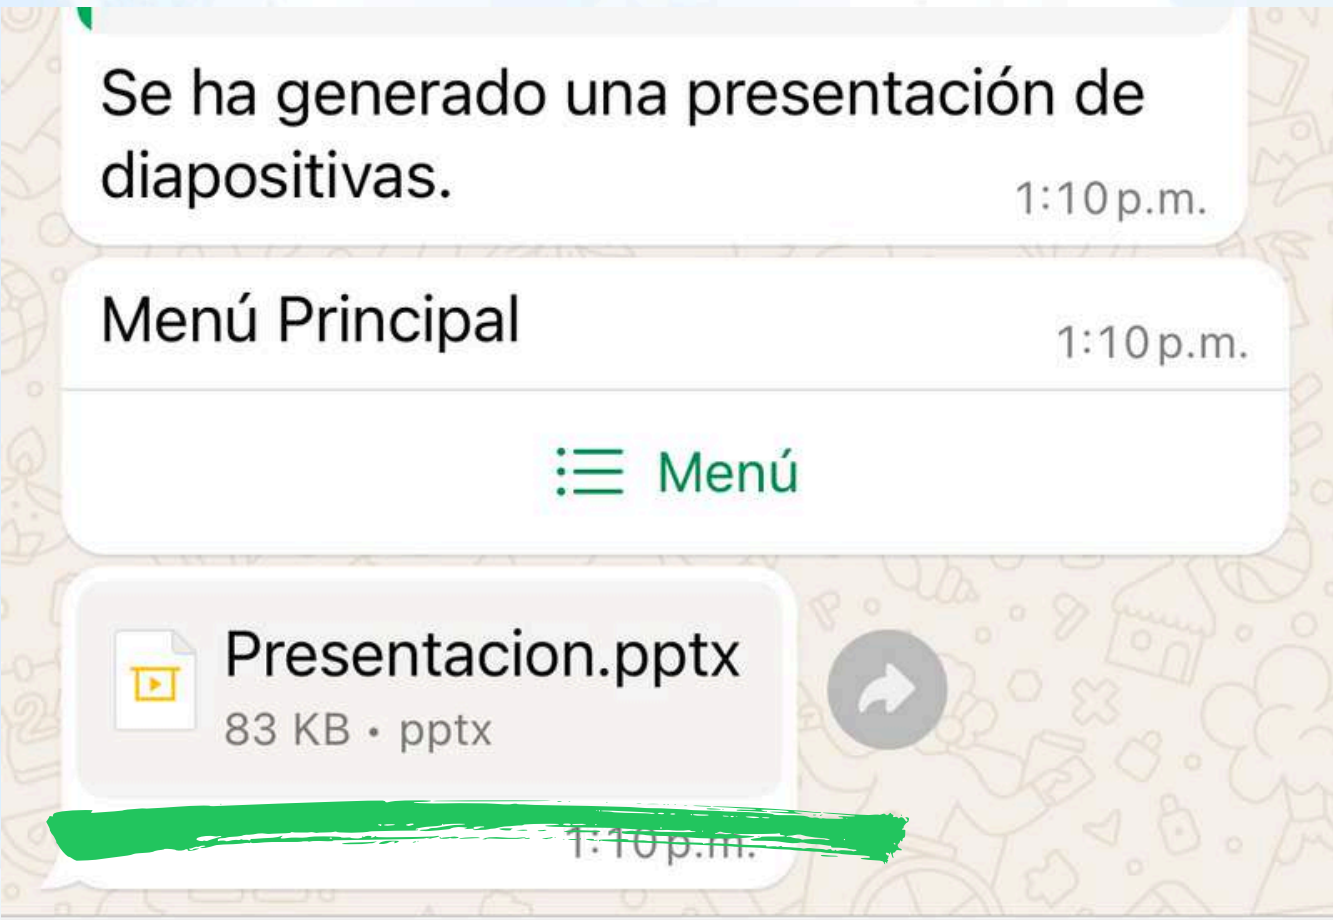 Se ha generado una presentación de
diapositivas.
1:10 p.m.
Menú Principal
1:10 p.m.
Menú
Presentacion.pptx
83 KB • pptx
1:10 p.m.